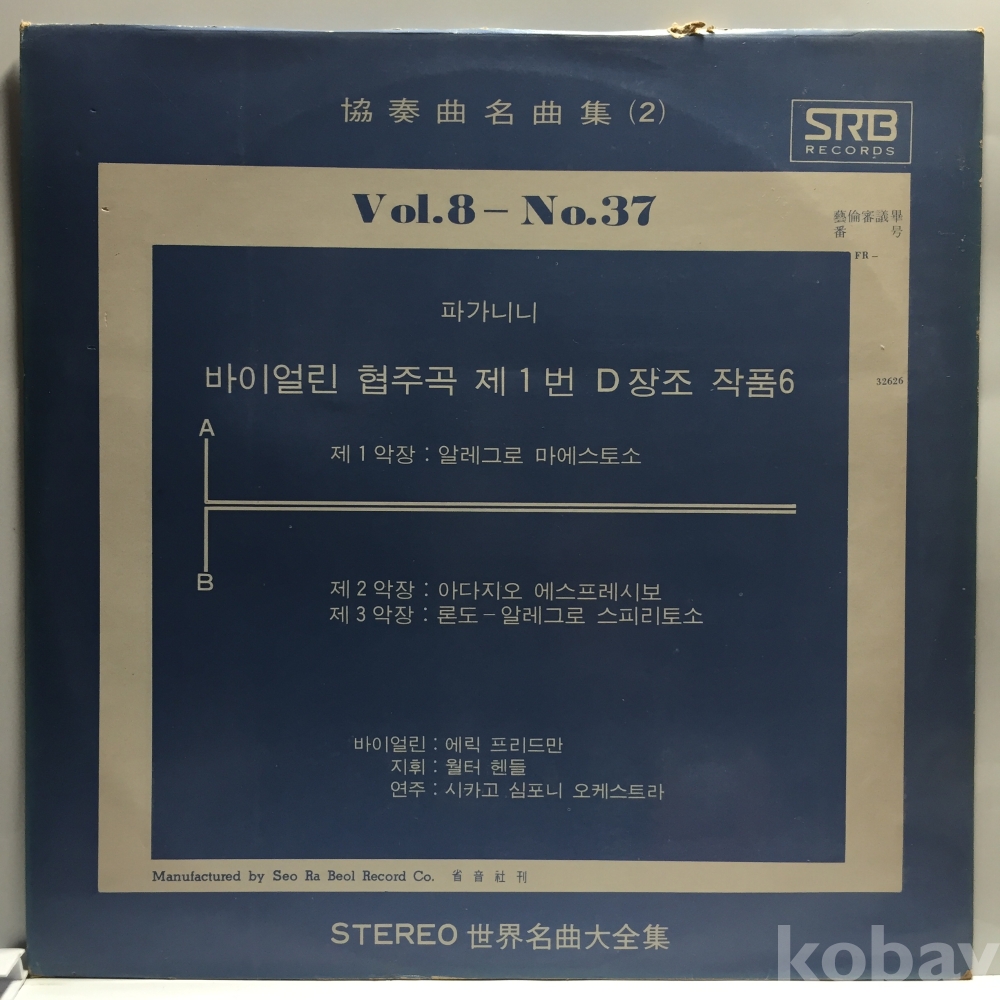 協奏曲名曲集(2)
SRB
RECORDS
Vol.8 - No.37
藝倫審議畢
番 号
FR -
32626
파가니니
바이얼린 협주곡 제1번 D장조 작품6
A
제1악장 : 알레그로 마에스토소
B
제2악장 : 아다지오 에스프레시보
제3악장 : 론도 - 알레그로 스피리토소
바이얼린 : 에릭 프리드만
지휘 : 월터 헨들
연주 : 시카고 심포니 오케스트라
Manufactured by Seo Ra Beol Record Co. 省音社刊
STEREO 世界名曲大全集
kobay